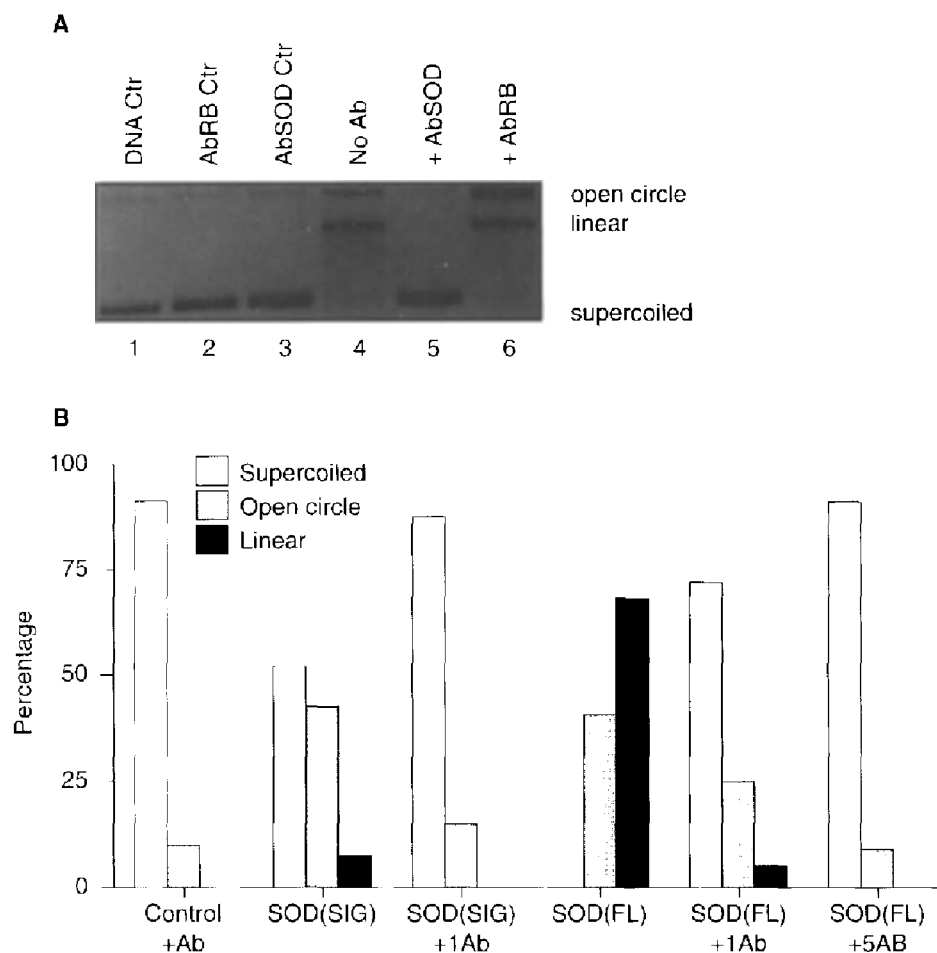 A
DNA Ctr
AbRB Ctr
AbSOD Ctr
No Ab
+ AbSOD
+ AbRB
open circle
linear
supercoiled
1 2 3 4 5 6
B
100
75
50
25
0
Percentage
Supercoiled
Open circle
Linear
Control
+Ab
SOD(SIG)
SOD(SIG)
+1Ab
SOD(FL)
SOD(FL)
+1Ab
SOD(FL)
+5AB